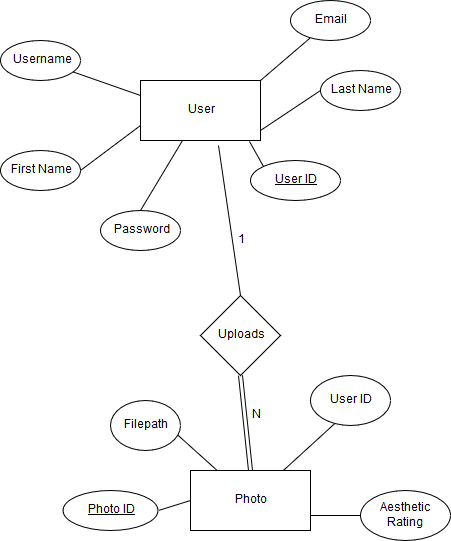 Email
Username
Last Name
User
First Name
User ID
Password
1
Uploads
N
User ID
Filepath
Photo
Photo ID
Aesthetic
Rating